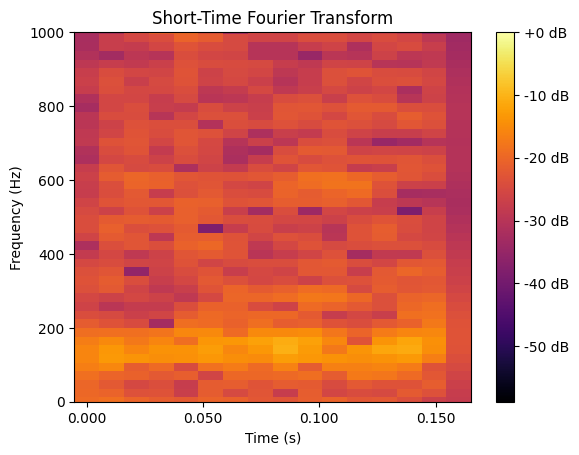 Short-Time Fourier Transform
1000
800
600
400
200
0
Frequency (Hz)
0.000
0.050
0.100
0.150
Time (s)
+0 dB
-10 dB
-20 dB
-30 dB
-40 dB
-50 dB